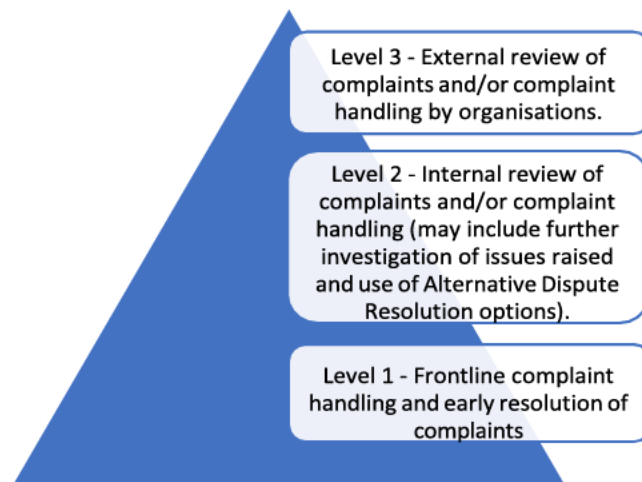 Level 3 - External review of
complaints and/or complaint
handling by organisations.
Level 2 - Internal review of
complaints and/or complaint
handling (may include further
investigation of issues raised
and use of Alternative Dispute
Resolution options).
Level 1 - Frontline complaint
handling and early resolution of
complaints